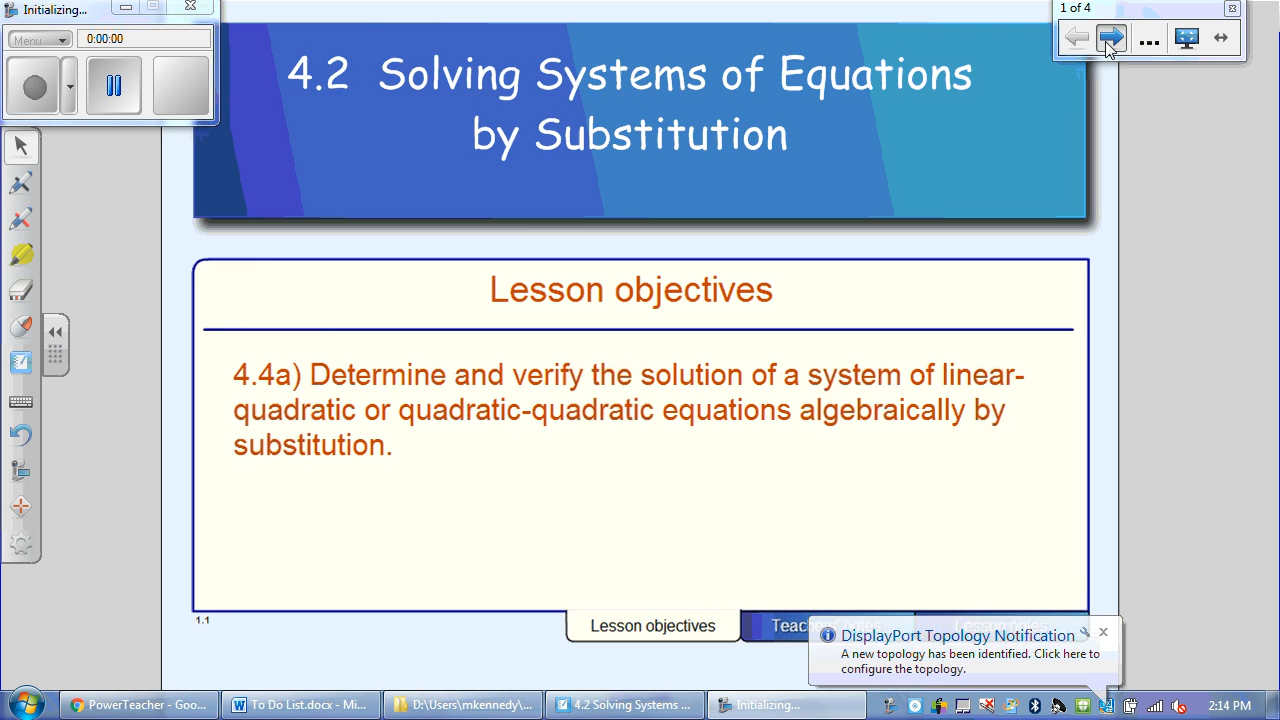 Initializing...
Menu
0:00:00
1 of 4
4.2 Solving Systems of Equations
by Substitution
Lesson objectives
4.4a) Determine and verify the solution of a system of linear-
quadratic or quadratic-quadratic equations algebraically by
substitution.
1.1
Lesson objectives
DisplayPort Topology Notification
A new topology has been identified. Click here to
configure the topology.
PowerTeacher - Goo...
To Do List.docx - Mi...
D:\Users\mkennedy\...
4.2 Solving Systems ...
Initializing...
2:14 PM